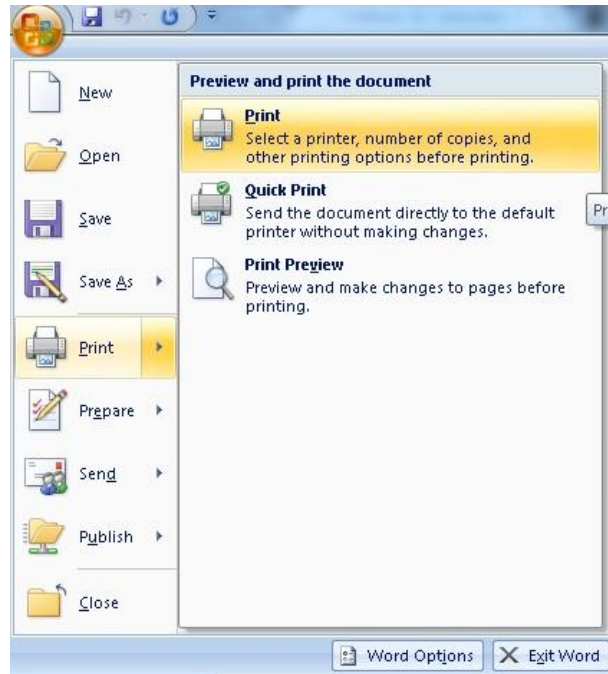 New
Open
Save
Save As
Print
Prepare
Send
Publish
Close
Preview and print the document
Print
Select a printer, number of copies, and
other printing options before printing.
Quick Print
Send the document directly to the default
printer without making changes.
Pr
Print Preview
Preview and make changes to pages before
printing.
Word Options
Exit Word